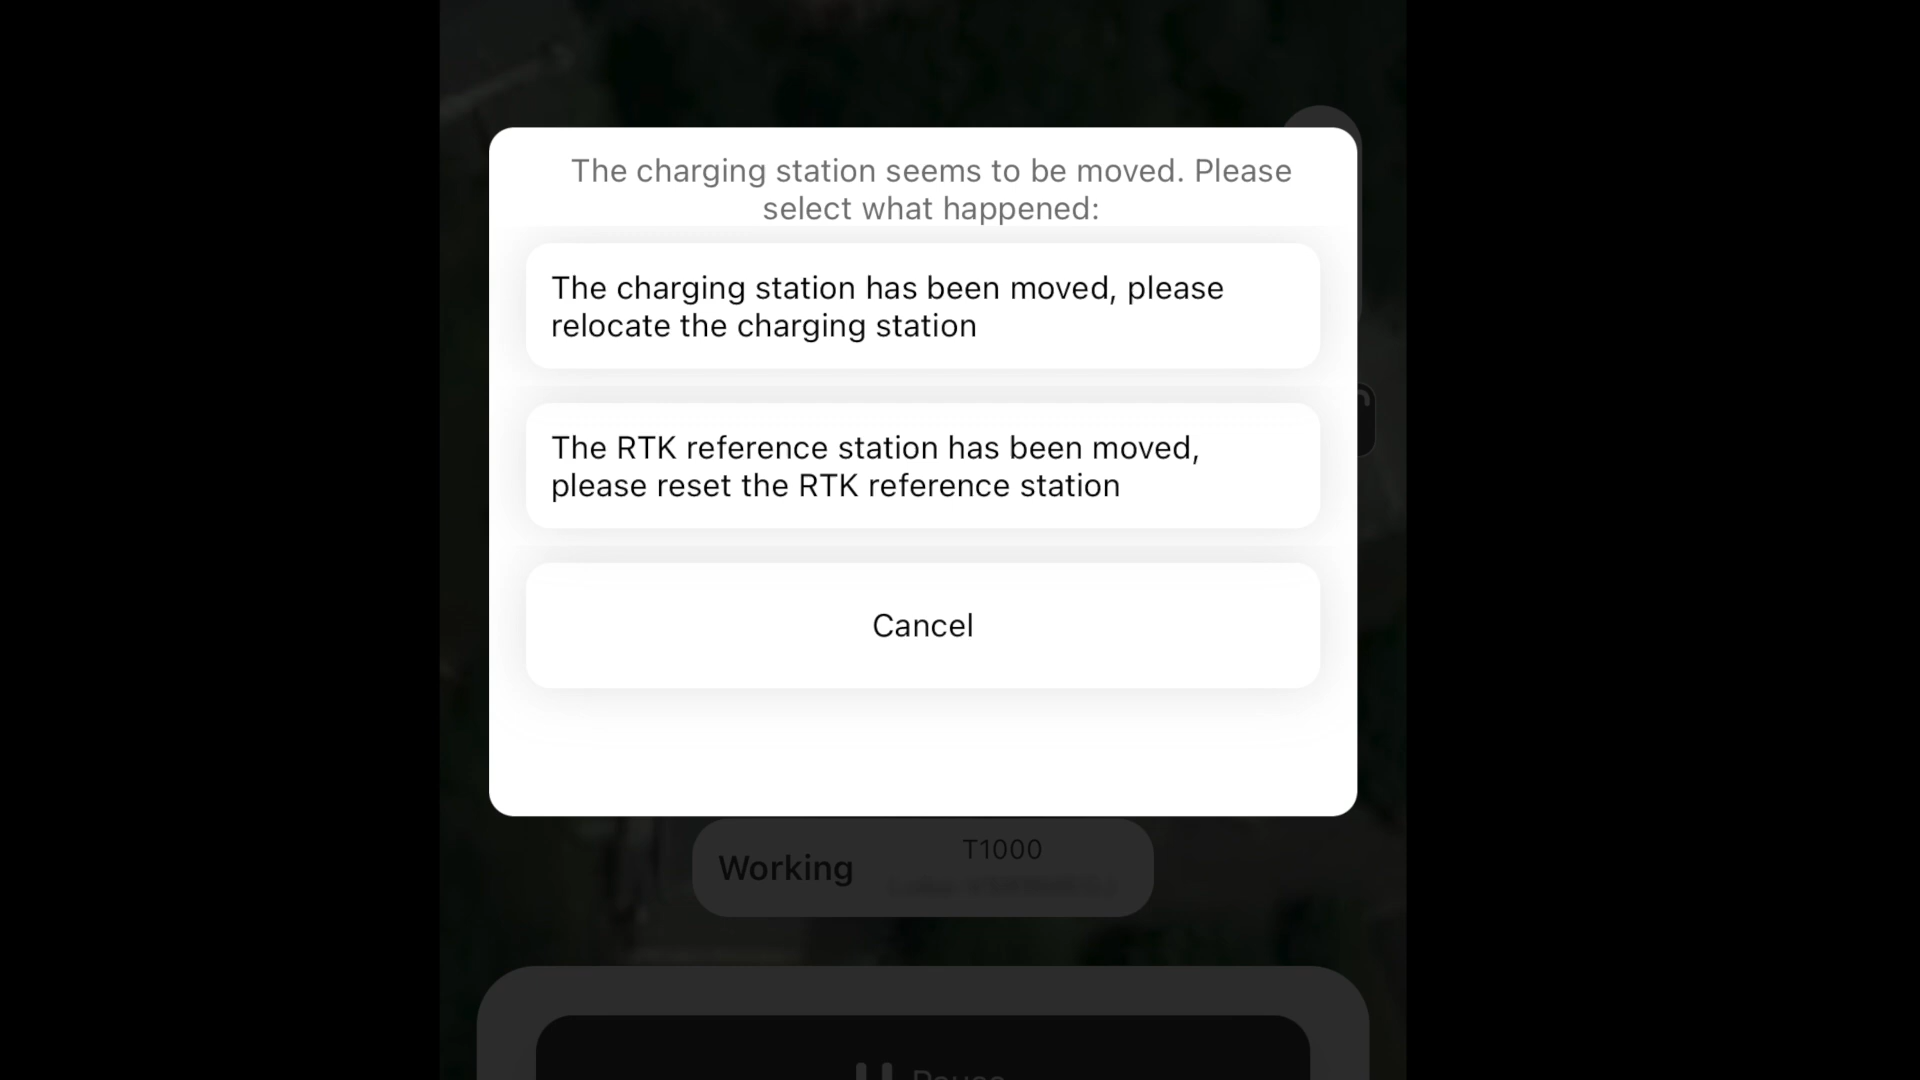 The charging station seems to be moved. Please
select what happened:
The charging station has been moved, please
relocate the charging station
The RTK reference station has been moved,
please reset the RTK reference station
Cancel
Working
T1000
Pause